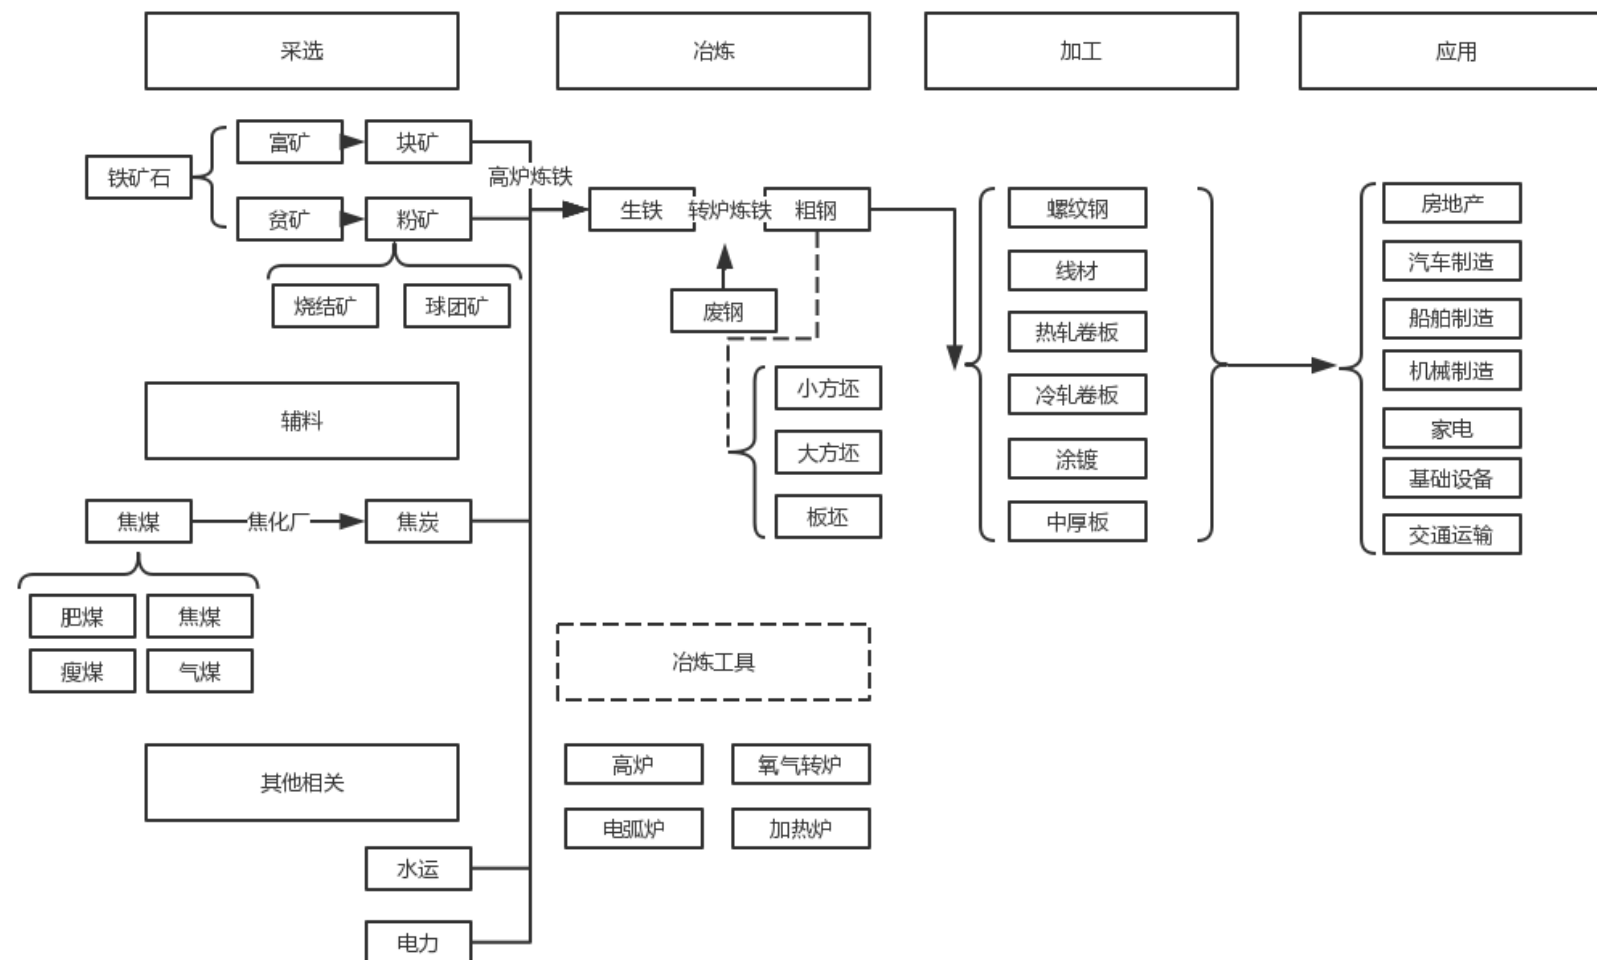 采选
冶炼
加工
应用
铁矿石
富矿
块矿
贫矿
粉矿
烧结矿
球团矿
高炉炼铁
生铁
转炉炼铁
粗钢
废钢
小方坯
大方坯
板坯
螺纹钢
线材
热轧卷板
冷轧卷板
涂镀
中厚板
房地产
汽车制造
船舶制造
机械制造
家电
基础设备
交通运输
辅料
焦煤
焦化厂
焦炭
肥煤
焦煤
瘦煤
气煤
冶炼工具
高炉
氧气转炉
电弧炉
加热炉
其他相关
水运
电力